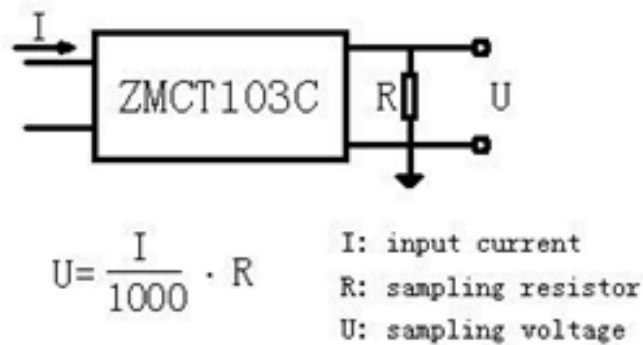 I
ZMCT103C
R
U
U=I/1000 · R
I: input current
R: sampling resistor
U: sampling voltage